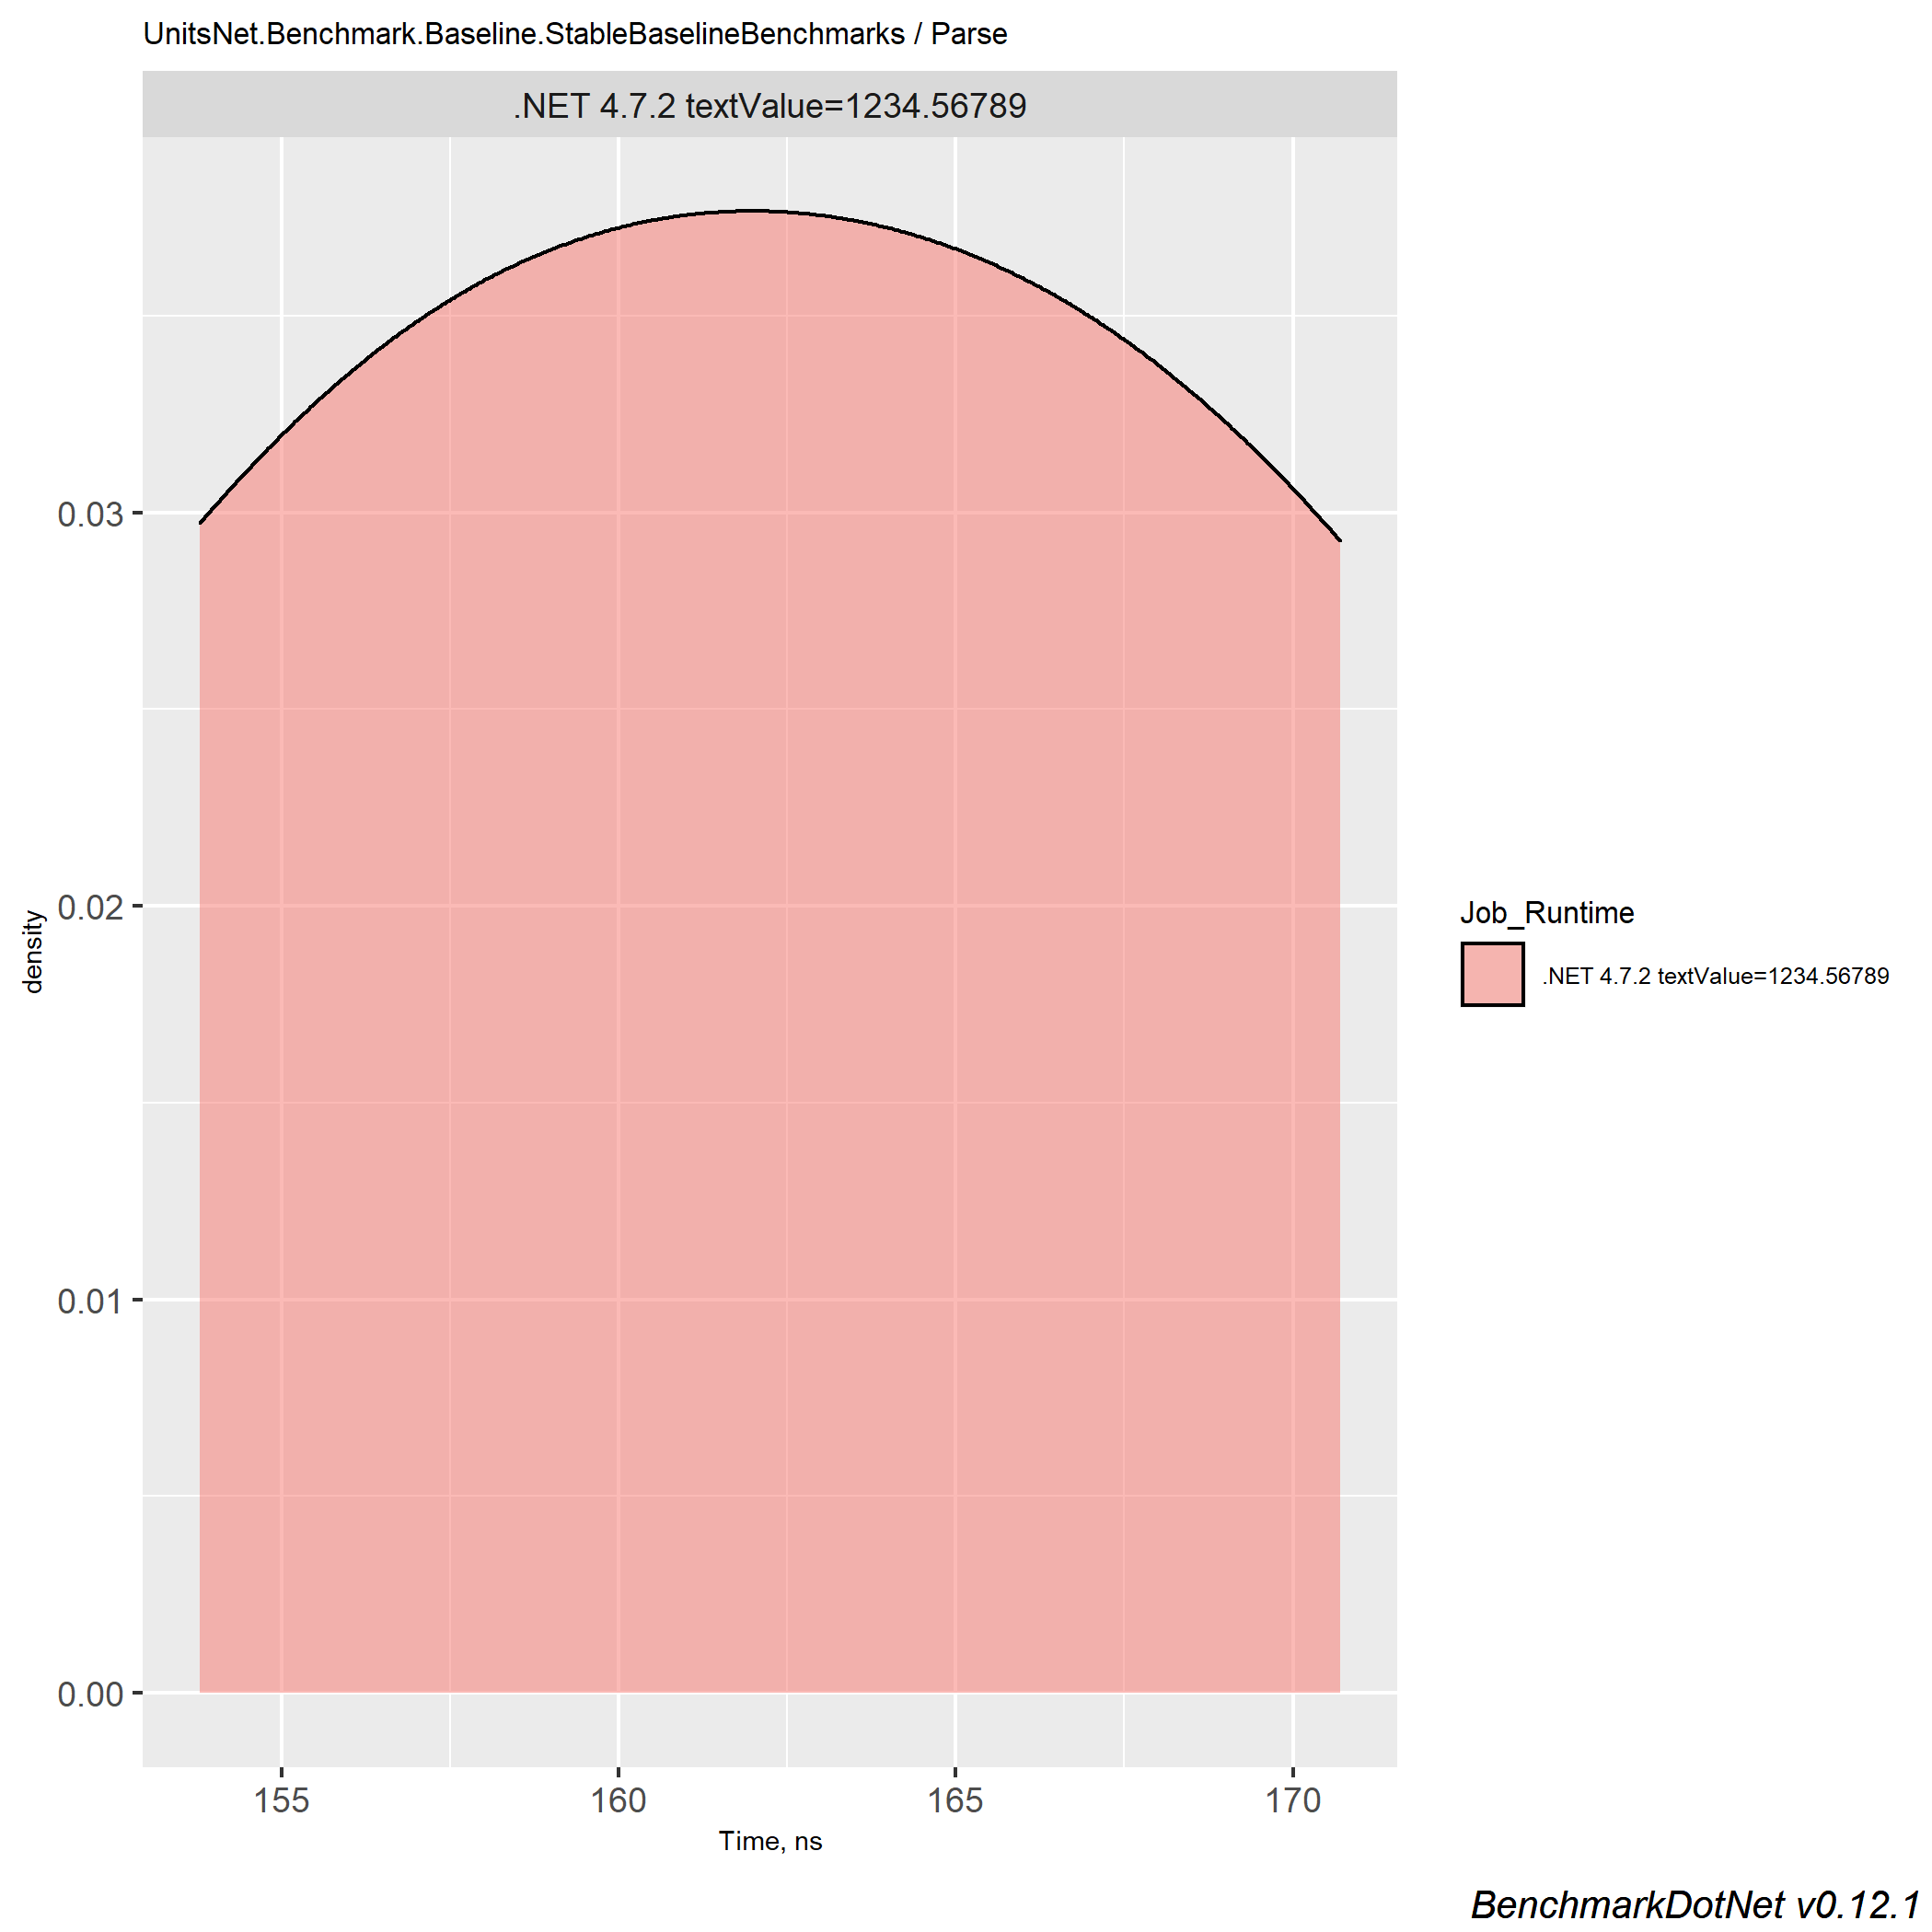 UnitsNet.Benchmark.Baseline.StableBaselineBenchmarks / Parse
.NET 4.7.2 textValue=1234.56789
0.03
0.02
0.01
0.00
density
155 160 165 170
Time, ns
Job_Runtime
.NET 4.7.2 textValue=1234.56789
BenchmarkDotNet v0.12.1